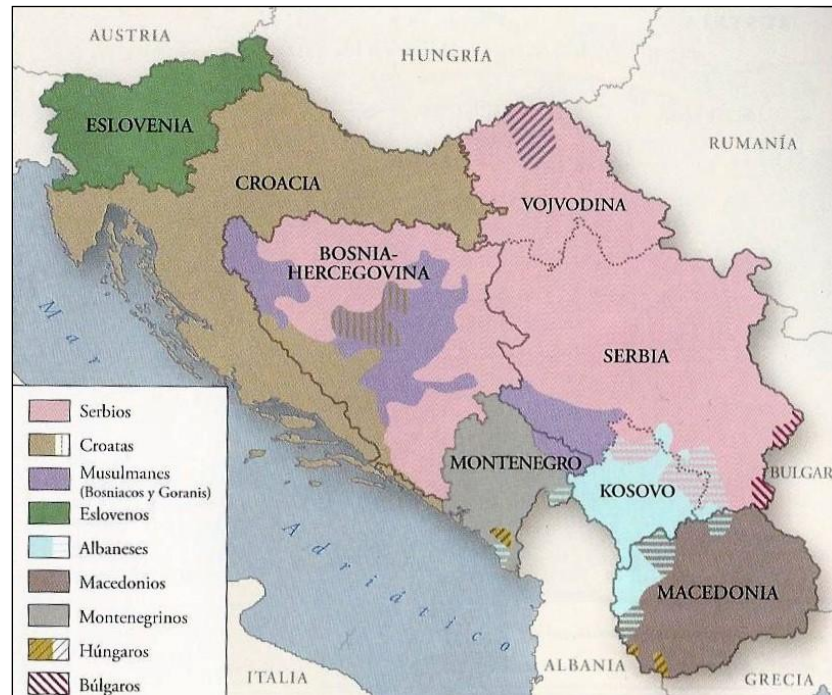 AUSTRIA
HUNGRÍA
ESLOVENIA
RUMANÍA
CROACIA
VOJVODINA
BOSNIA-
HERCEGOVINA
Mar
SERBIA
Serbios
Croatas
Musulmanes
(Bosniacos y Goranis)
Eslovenos
Albaneses
Macedonios
Montenegrinos
Húngaros
Búlgaros
MONTENEGRO
KOSOVO
BULGAR
Adriático
MACEDONIA
ITALIA
ALBANIA
GRECIA